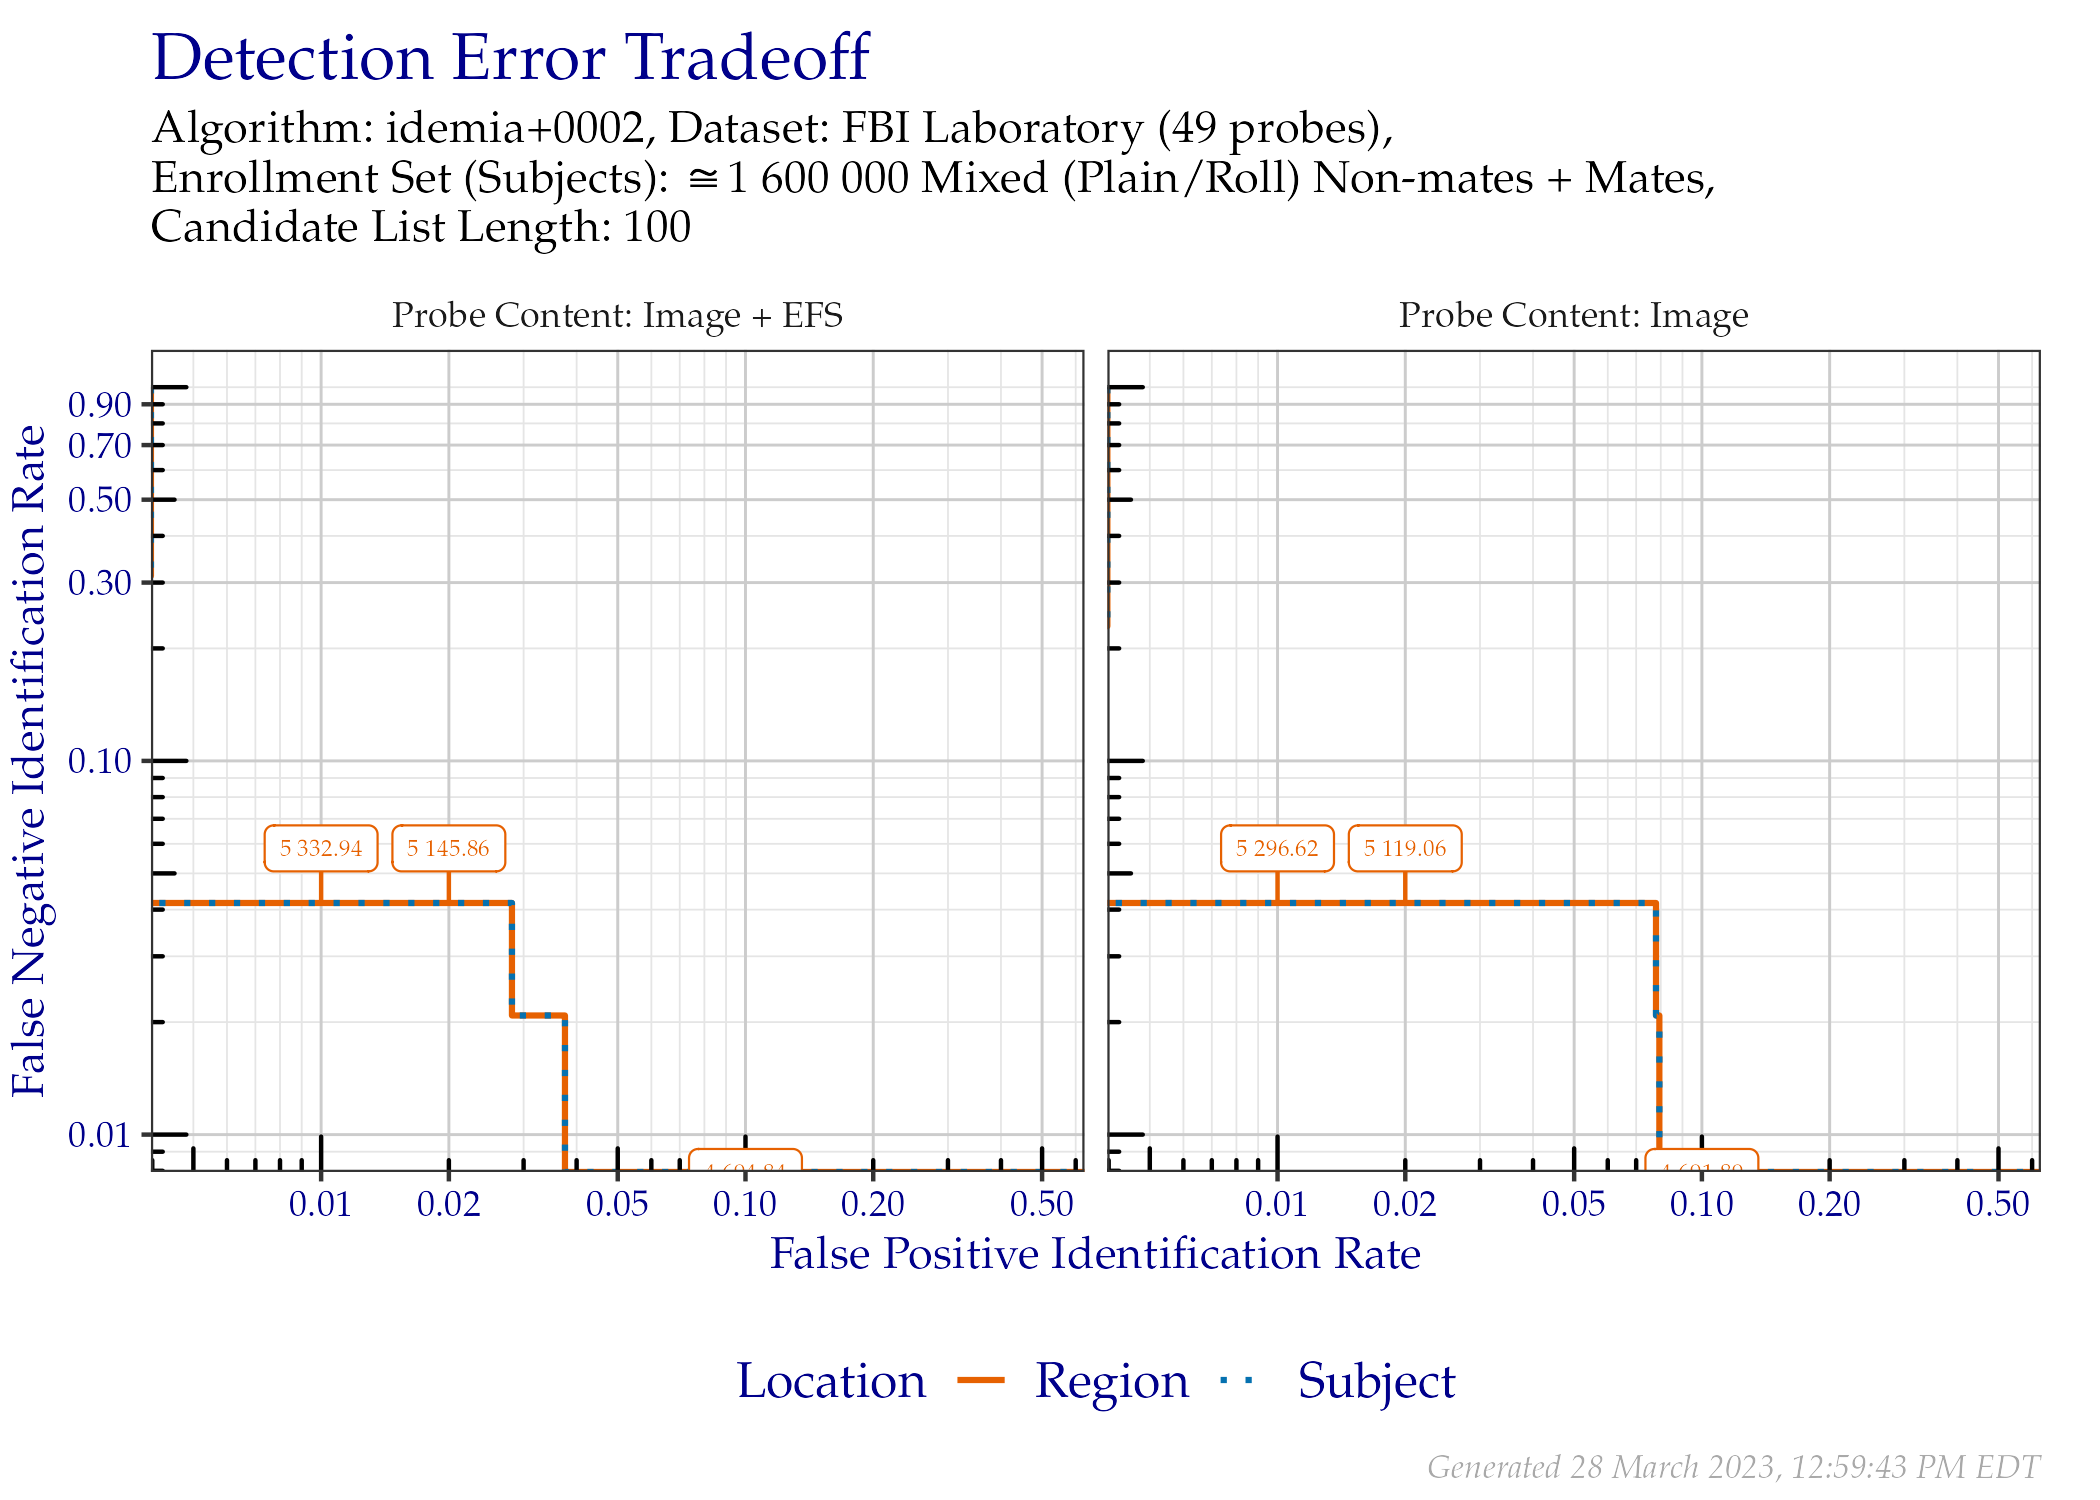 Detection Error Tradeoff
Algorithm: idemia+0002, Dataset: FBI Laboratory (49 probes),
Enrollment Set (Subjects): ≅1 600 000 Mixed (Plain/Roll) Non-mates + Mates,
Candidate List Length: 100
Probe Content: Image + EFS
Probe Content: Image
False Negative Identification Rate
0.90
0.70
0.50
0.30
0.10
0.01
5 332.94
5 145.86
5 296.62
5 119.06
0.01 0.02 0.05 0.10 0.20 0.50
0.01 0.02 0.05 0.10 0.20 0.50
False Positive Identification Rate
Location Region Subject
Generated 28 March 2023, 12:59:43 PM EDT